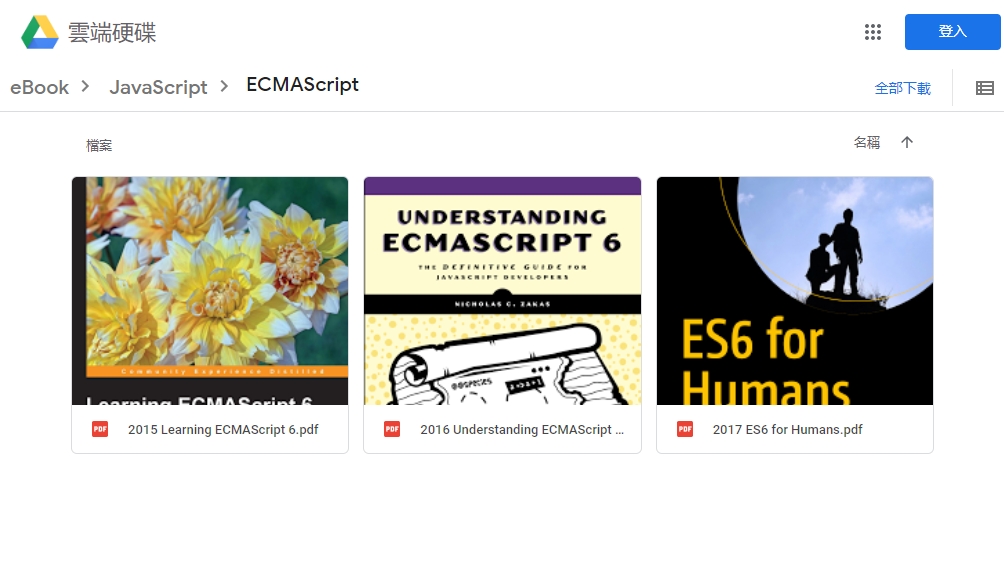 雲端硬碟
登入
eBook > JavaScript > ECMAScript
全部下載
檔案
名稱
Community Experience Distilled
Learning ECMAScript 6
PDF 2015 Learning ECMAScript 6.pdf
UNDERSTANDING
ECMASCRIPT 6
THE DEFINITIVE GUIDE FOR
JAVASCRIPT DEVELOPERS
NICHOLAS C. ZAKAS
PDF 2016 Understanding ECMAScript ...
ES6 for
Humans
PDF 2017 ES6 for Humans.pdf